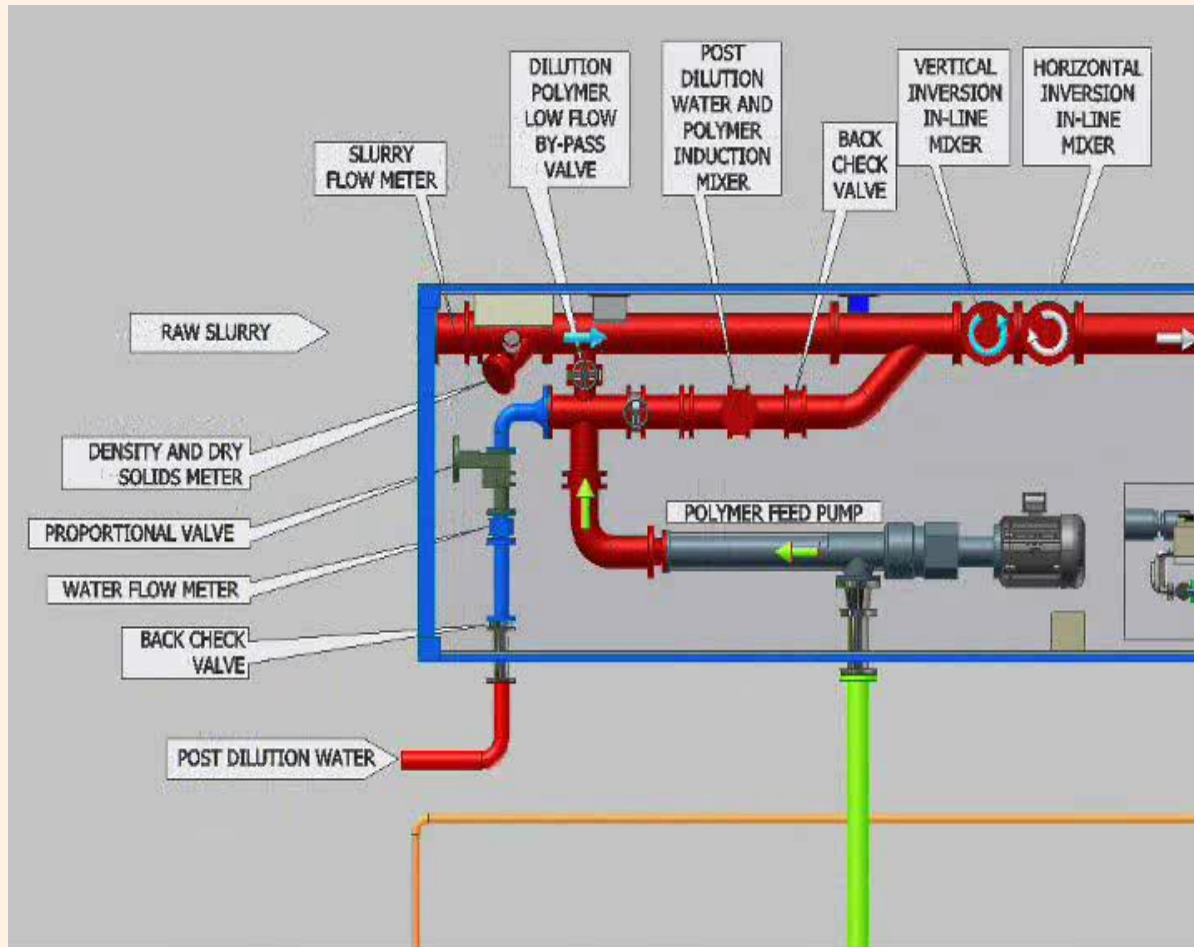 DILUTION
POLYMER
LOW FLOW
BY-PASS
VALVE
POST
DILUTION
WATER AND
POLYMER
INDUCTION
MIXER
VERTICAL
INVERSION
IN-LINE
MIXER
HORIZONTAL
INVERSION
IN-LINE
MIXER
SLURRY
FLOW METER
BACK
CHECK
VALVE
RAW SLURRY
DENSITY AND DRY
SOLIDS METER
PROPORTIONAL VALVE
POLYMER FEED PUMP
WATER FLOW METER
BACK CHECK
VALVE
POST DILUTION WATER